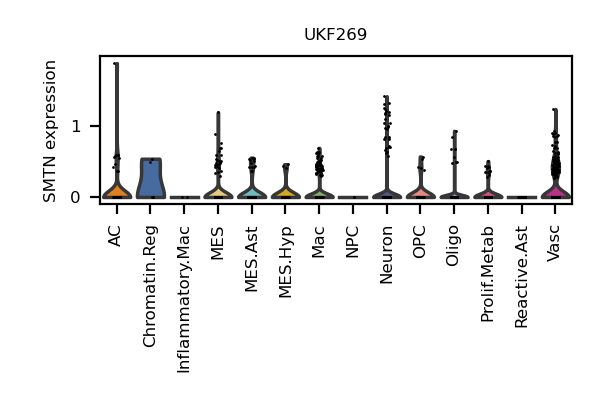 UKF269
SMTN expression
1
0
AC
Chromatin.Reg
Inflammatory.Mac
MES
MES.Ast
MES.Hyp
Mac
NPC
Neuron
OPC
Oligo
Prolif.Metab
Reactive.Ast
Vasc